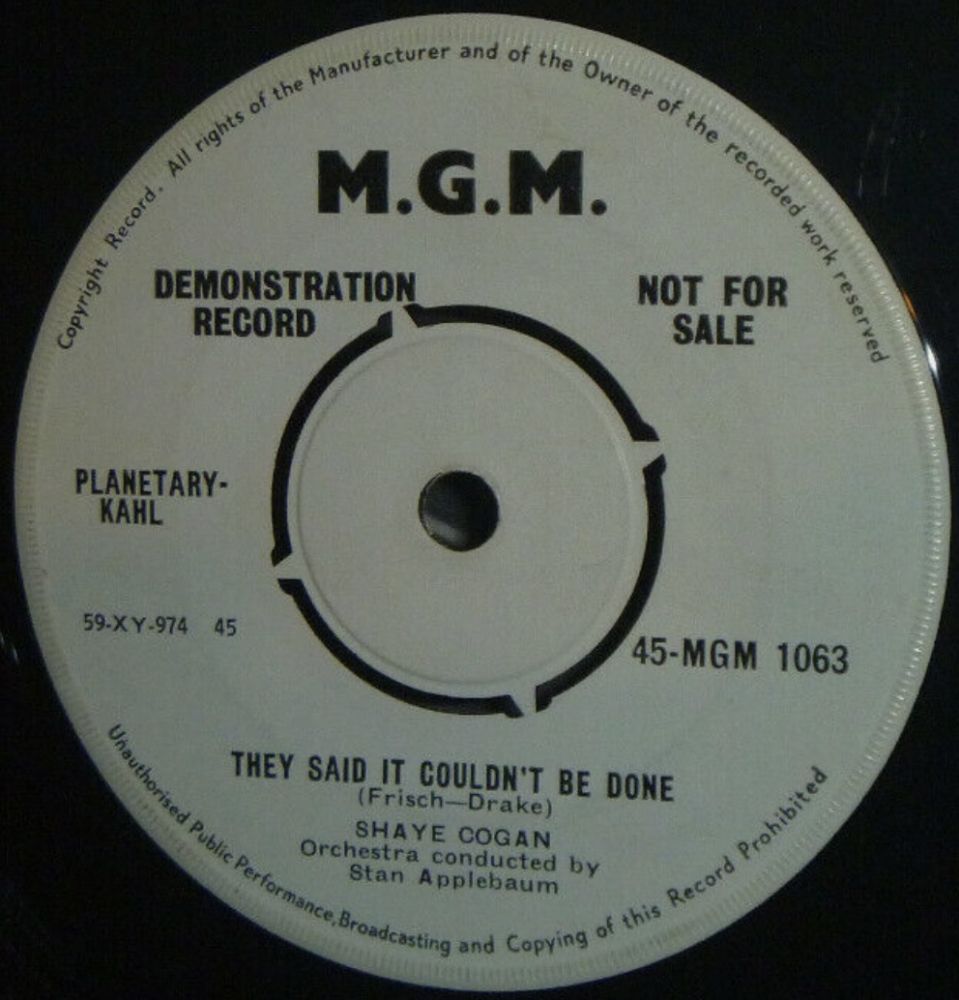 Copyright Record. All rights of the Manufacturer and of the Owner of the recorded work reserved
M.G.M.
DEMONSTRATION
RECORD
NOT FOR
SALE
PLANETARY-
KAHL
59-XY-974 45
45-MGM 1063
THEY SAID IT COULDN'T BE DONE
(Frisch—Drake)
SHAYE COGAN
Orchestra conducted by
Stan Applebaum
Unauthorised Public Performance, Broadcasting and Copying of this Record Prohibited